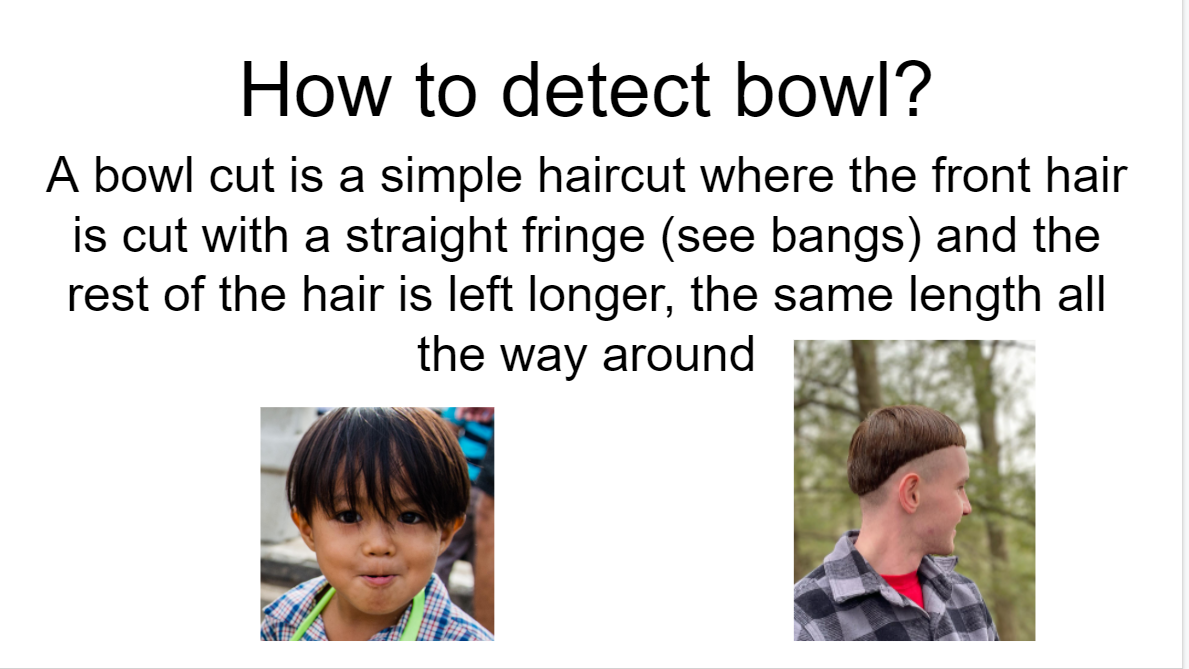 How to detect bowl?
A bowl cut is a simple haircut where the front hair
is cut with a straight fringe (see bangs) and the
rest of the hair is left longer, the same length all
the way around